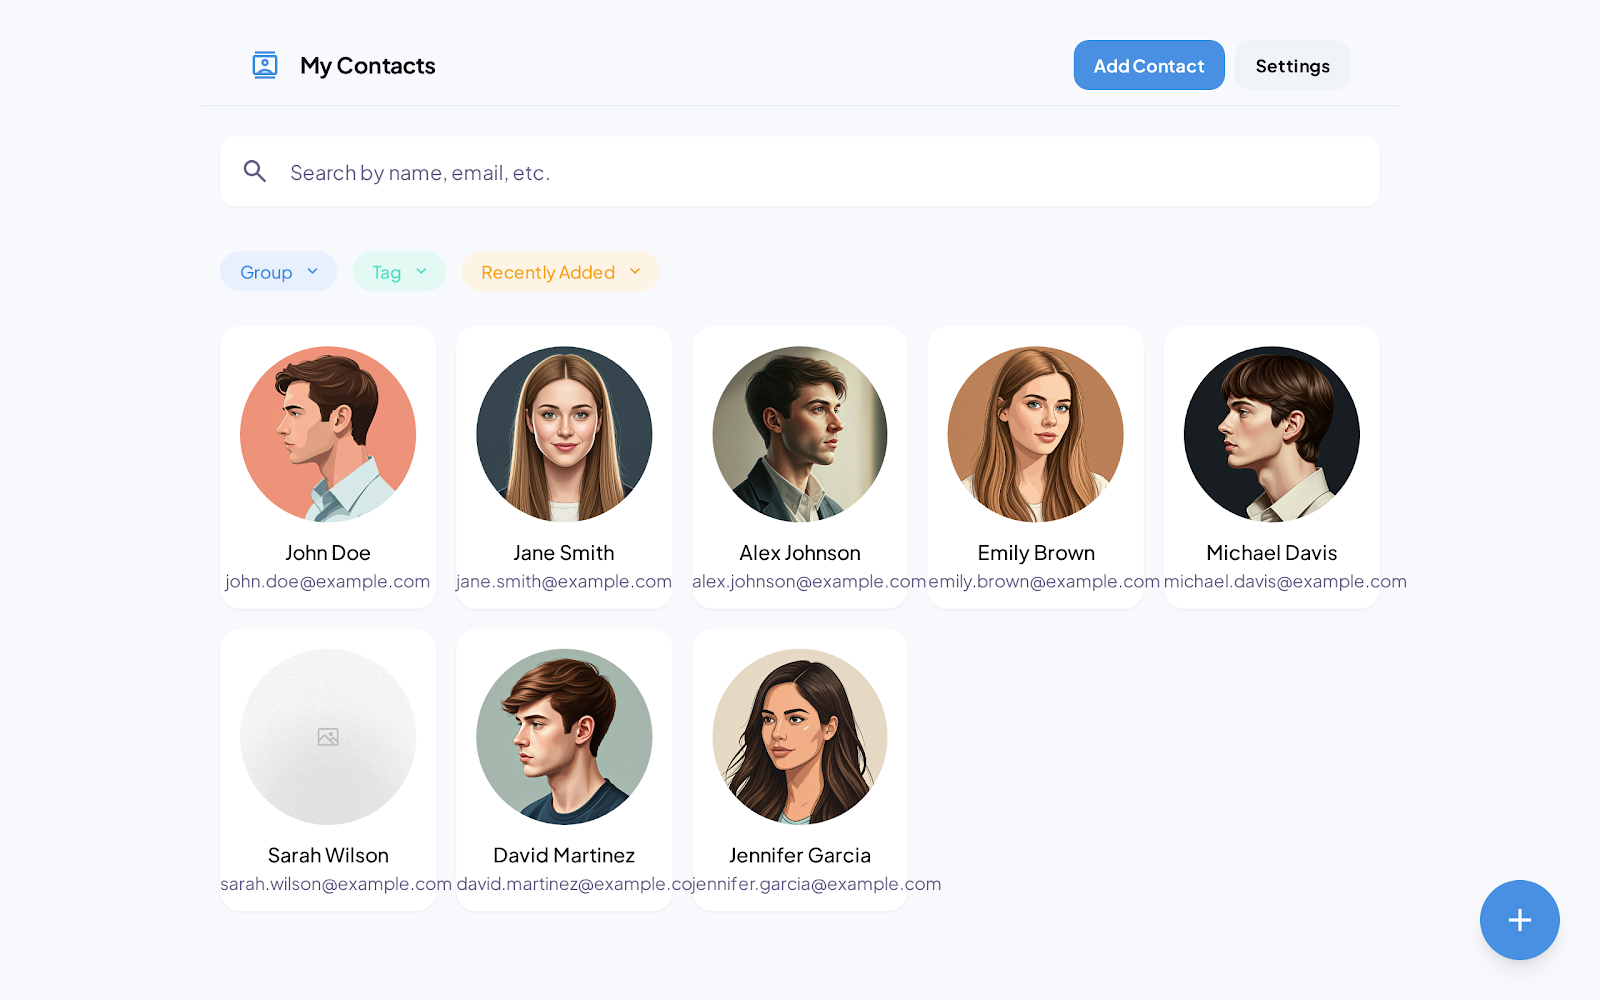 My Contacts
Add Contact
Settings
Search by name, email, etc.
Group
Tag
Recently Added
John Doe
john.doe@example.com
Jane Smith
jane.smith@example.com
Alex Johnson
alex.johnson@example.com
Emily Brown
emily.brown@example.com
Michael Davis
michael.davis@example.com
Sarah Wilson
sarah.wilson@example.com
David Martinez
david.martinez@example.co
Jennifer Garcia
jennifer.garcia@example.com